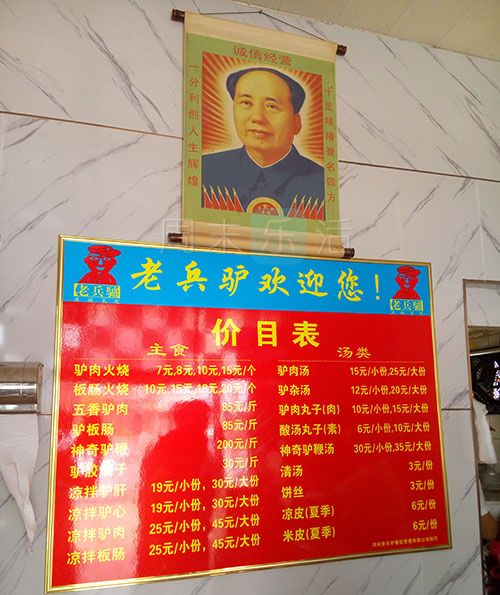 诚信经营
一分利创人生辉煌
十足味播誉名四方
周末乐活
老兵驴
老兵驴欢迎您!
老兵驴
价目表
主食
驴肉火烧 7元,8元,10元,15元/个
板肠火烧 10元,15元,18元,20元/个
五香驴肉 85元/斤
驴板肠 85元/斤
神奇驴鞭 200元/斤
驴胶 子 30元/斤
凉拌驴肝 19元/小份, 30元/大份
凉拌驴心 19元/小份, 30元/大份
凉拌驴肉 25元/小份, 45元/大份
凉拌板肠 25元/小份, 45元/大份
汤类
驴肉汤 15元/小份,25元/大份
驴杂汤 12元/小份,20元/大份
驴肉丸子(肉) 10元/小份,15元/大份
酸汤丸子(素) 6元/小份,10元/大份
神奇驴鞭汤 30元/小份,35元/大份
清汤 3元/份
饼丝 3元/份
凉皮(夏季) 6元/份
米皮(夏季) 6元/份